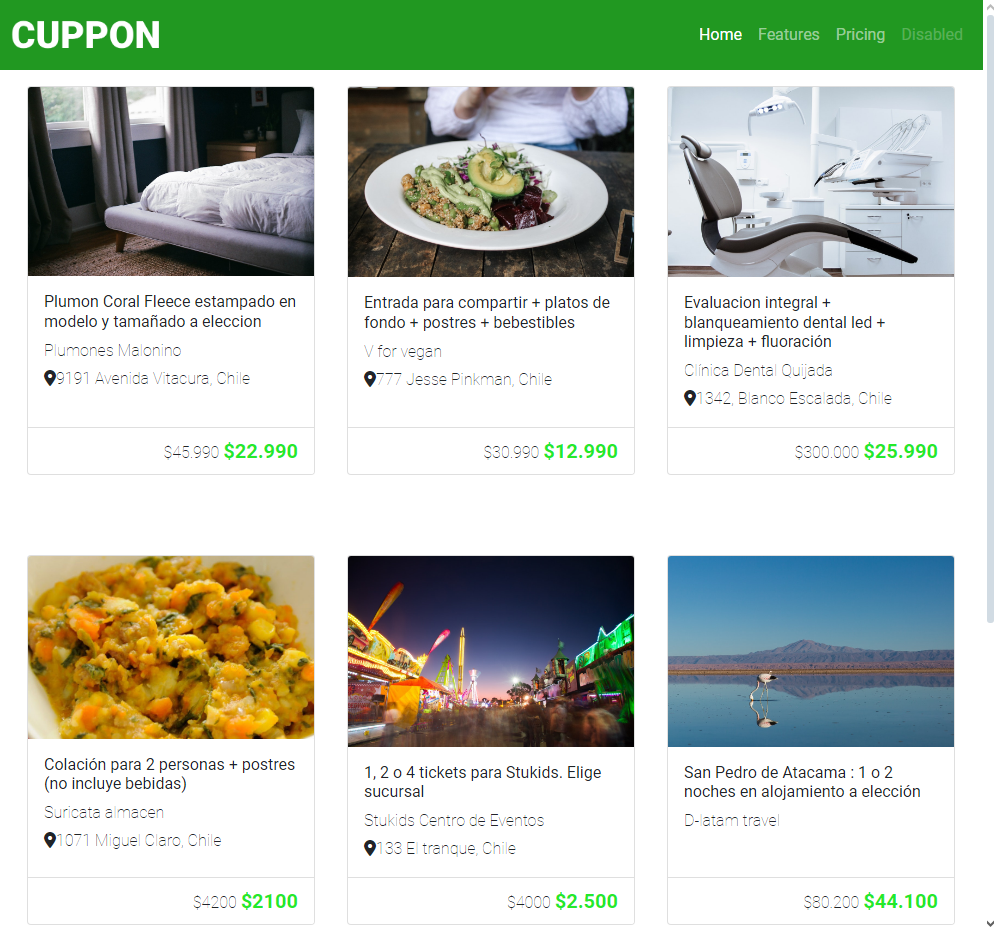 CUPPON
Home Features Pricing Disabled
Plumon Coral Fleece estampado en
modelo y tamañado a eleccion
Plumones Malonino
9191 Avenida Vitacura, Chile
$45.990 $22.990
Entrada para compartir + platos de
fondo + postres + bebestibles
V for vegan
777 Jesse Pinkman, Chile
$30.990 $12.990
Evaluacion integral +
blanqueamiento dental led +
limpieza + fluoración
Clínica Dental Quijada
1342, Blanco Escalada, Chile
$300.000 $25.990
Colación para 2 personas + postres
(no incluye bebidas)
Suricata almacen
1071 Miguel Claro, Chile
$4200 $2100
1, 2 o 4 tickets para Stukids. Elige
sucursal
Stukids Centro de Eventos
133 El tranque, Chile
$4000 $2.500
San Pedro de Atacama : 1 o 2
noches en alojamiento a elección
D-latam travel
$80.200 $44.100